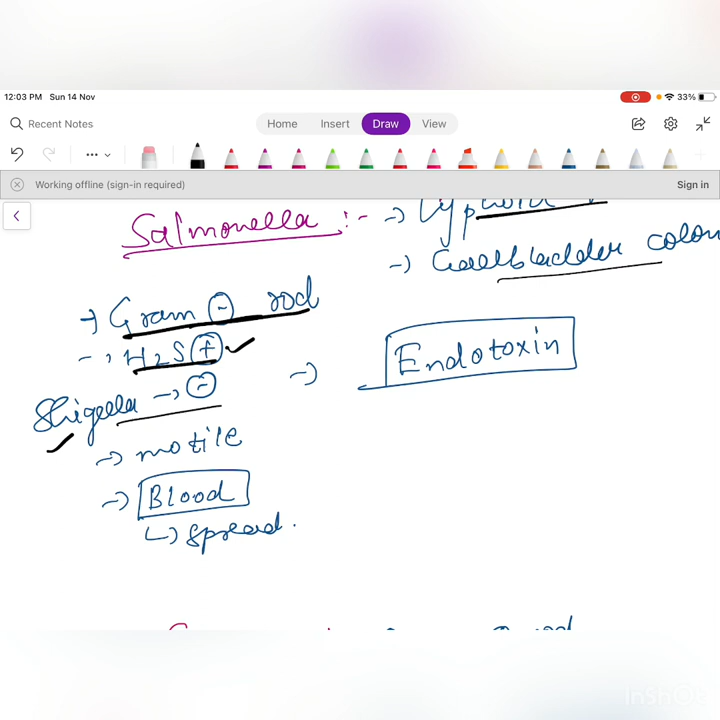 12:03 PM Sun 14 Nov
33%
Recent Notes
Home Insert Draw View
Working offline (sign-in required)
Sign in
Salmonella :-
→ Gallbladder colon
→ Gram ⊖ rod
→ H2S ⊕ ✓
Shigella → ⊖
→ motile
→ Blood
↳ spread.
→ Endotoxin
InShot